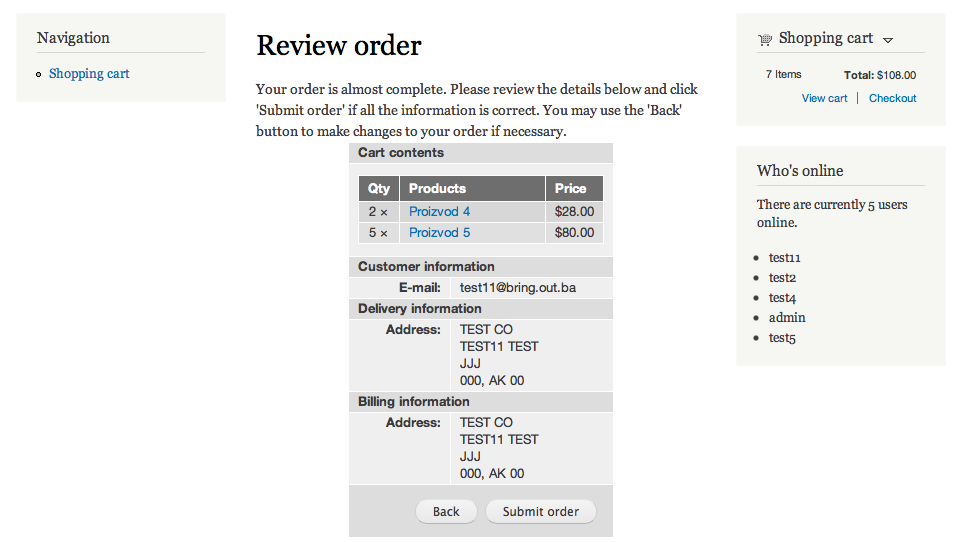 Navigation
Shopping cart
Review order
Your order is almost complete. Please review the details below and click
'Submit order' if all the information is correct. You may use the 'Back'
button to make changes to your order if necessary.
Cart contents
Qty Products Price
2 × Proizvod 4 $28.00
5 × Proizvod 5 $80.00
Customer information
E-mail: test11@bring.out.ba
Delivery information
Address: TEST CO
TEST11 TEST
JJJ
000, AK 00
Billing information
Address: TEST CO
TEST11 TEST
JJJ
000, AK 00
Back Submit order
Shopping cart
7 Items Total: $108.00
View cart Checkout
Who's online
There are currently 5 users
online.
test11
test2
test4
admin
test5